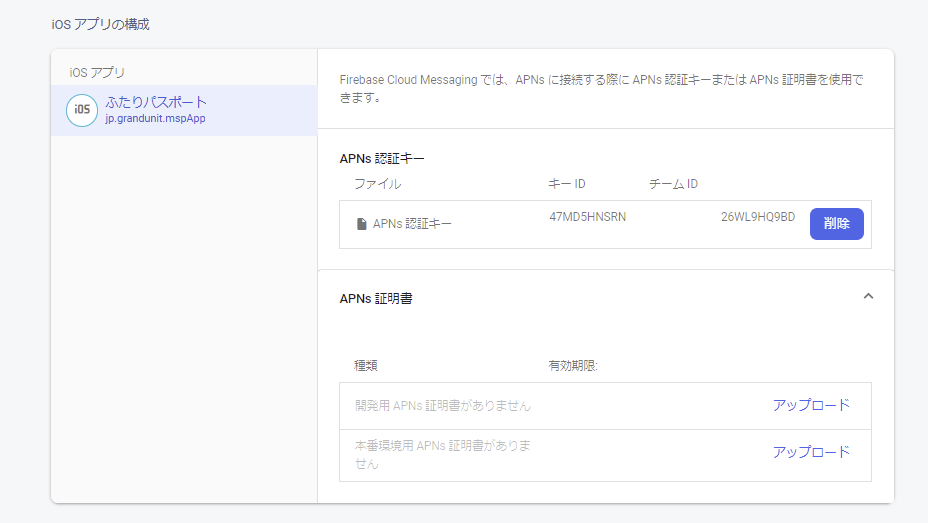 iOS アプリの構成
iOS アプリ
iOS
ふたりパスポート
jp.grandunit.mspApp
Firebase Cloud Messaging では、APNs に接続する際に APNs 認証キーまたは APNs 証明書を使用で
きます。
APNs 認証キー
ファイル キー ID チーム ID
APNs 認証キー 47MD5HNSRN 26WL9HQ9BD 削除
APNs 証明書
種類 有効期限:
開発用 APNs 証明書がありません アップロード
本番環境用 APNs 証明書がありま
せん
アップロード